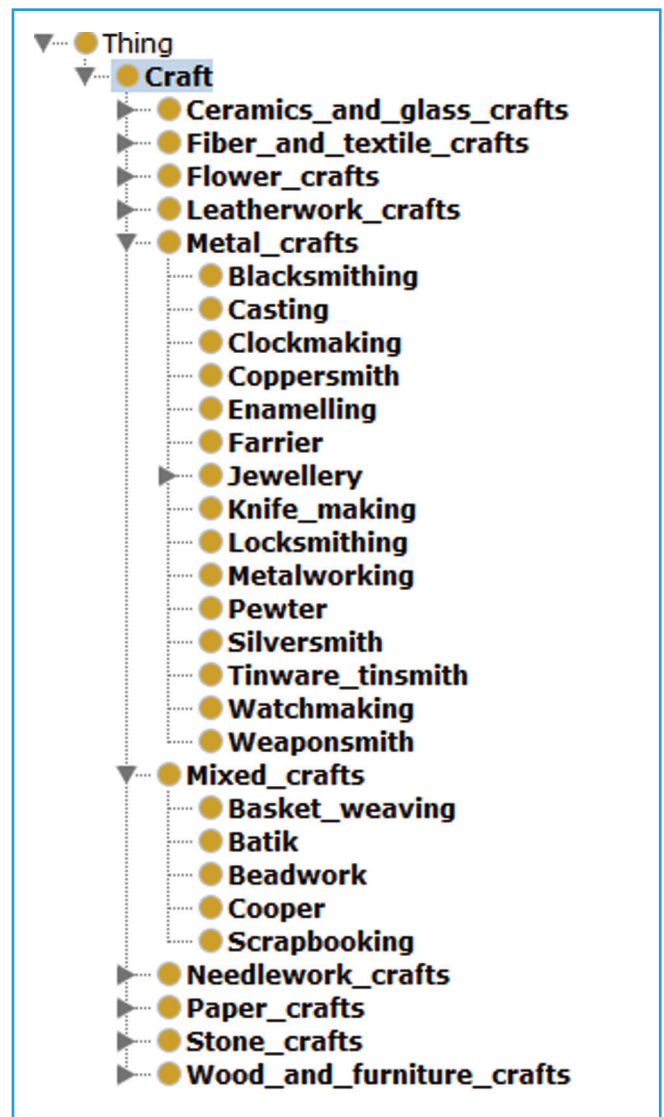 Thing
Craft
Ceramics_and_glass_crafts
Fiber_and_textile_crafts
Flower_crafts
Leatherwork_crafts
Metal_crafts
Blacksmithing
Casting
Clockmaking
Coppersmith
Enamelling
Farrier
Jewellery
Knife_making
Locksmithing
Metalworking
Pewter
Silversmith
Tinware_tinsmith
Watchmaking
Weaponsmith
Mixed_crafts
Basket_weaving
Batik
Beadwork
Cooper
Scrapbooking
Needlework_crafts
Paper_crafts
Stone_crafts
Wood_and_furniture_crafts